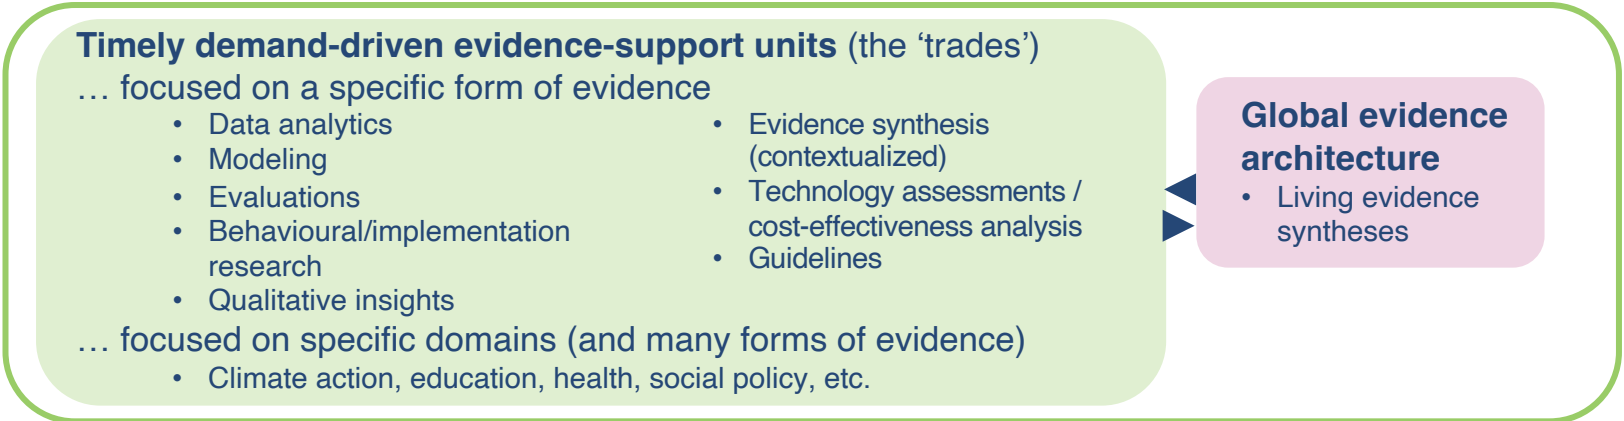 Timely demand-driven evidence-support units (the ‘trades’)
… focused on a specific form of evidence
• Data analytics
• Modeling
• Evaluations
• Behavioural/implementation
research
• Qualitative insights
• Evidence synthesis
(contextualized)
• Technology assessments /
cost-effectiveness analysis
• Guidelines
… focused on specific domains (and many forms of evidence)
• Climate action, education, health, social policy, etc.
Global evidence
architecture
• Living evidence
syntheses